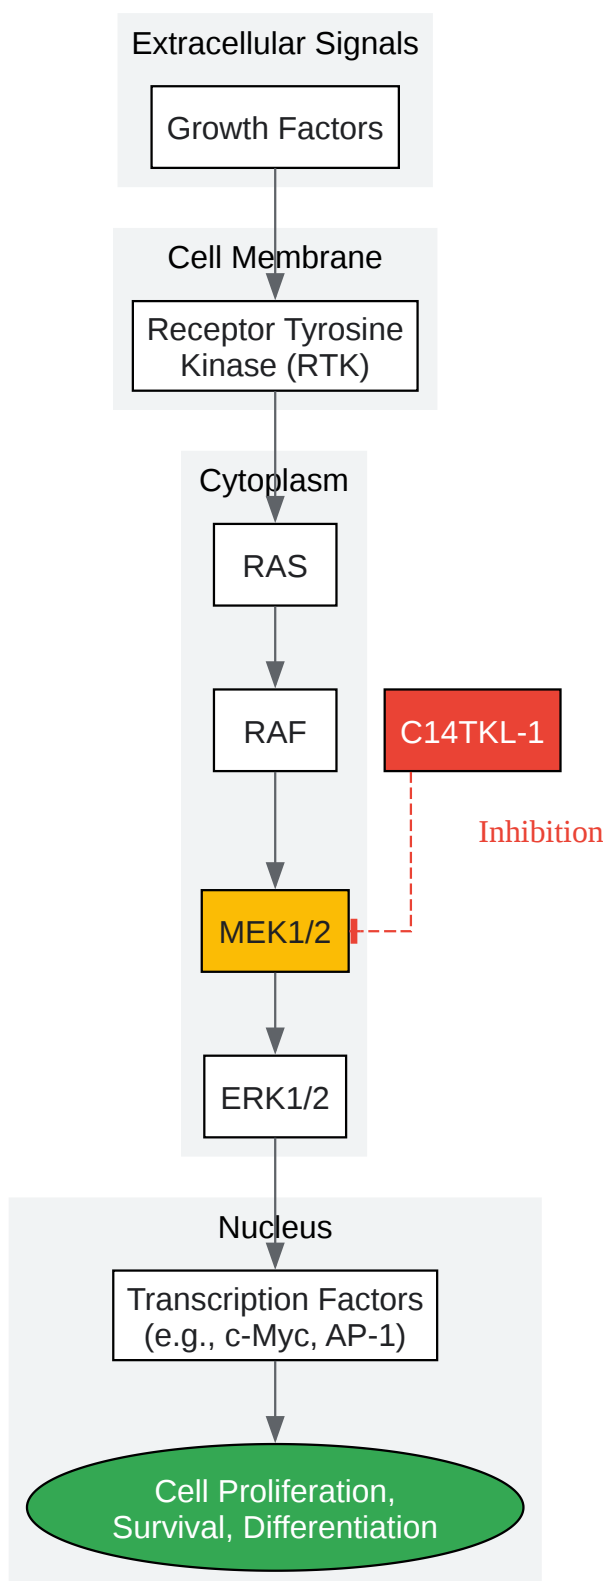 Extracellular Signals
Growth Factors
Cell Membrane
Receptor Tyrosine
Kinase (RTK)
Cytoplasm
RAS
RAF
C14TKL-1
Inhibition
MEK1/2
ERK1/2
Nucleus
Transcription Factors
(e.g., c-Myc, AP-1)
Cell Proliferation,
Survival, Differentiation